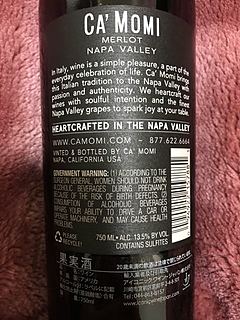 CA' MOMI
MERLOT
NAPA VALLEY
In Italy, wine is a simple pleasure, a part of the
everyday celebration of life. Ca' Momi brings
this Italian tradition to the Napa Valley with
passion and authenticity. We heartcraft our
wines with soulful intention and the finest
Napa Valley grapes to spark joy at your table.
HEARTCRAFTED IN THE NAPA VALLEY
WWW.CAMOMI.COM - 877.622.6664
VINTED & BOTTLED BY CA' MOMI
NAPA, CALIFORNIA USA
GOVERNMENT WARNING: (1) ACCORDING TO THE
SURGEON GENERAL, WOMEN SHOULD NOT DRINK
ALCOHOLIC BEVERAGES DURING PREGNANCY
BECAUSE OF THE RISK OF BIRTH DEFECTS. (2)
CONSUMPTION OF ALCOHOLIC BEVERAGES
IMPAIRS YOUR ABILITY TO DRIVE A CAR OR
OPERATE MACHINERY, AND MAY CAUSE HEALTH
PROBLEMS.
PLEASE
RECYCLE!
750 ML • ALC. 13.5% BY VOL
CONTAINS SULFITES
果実酒